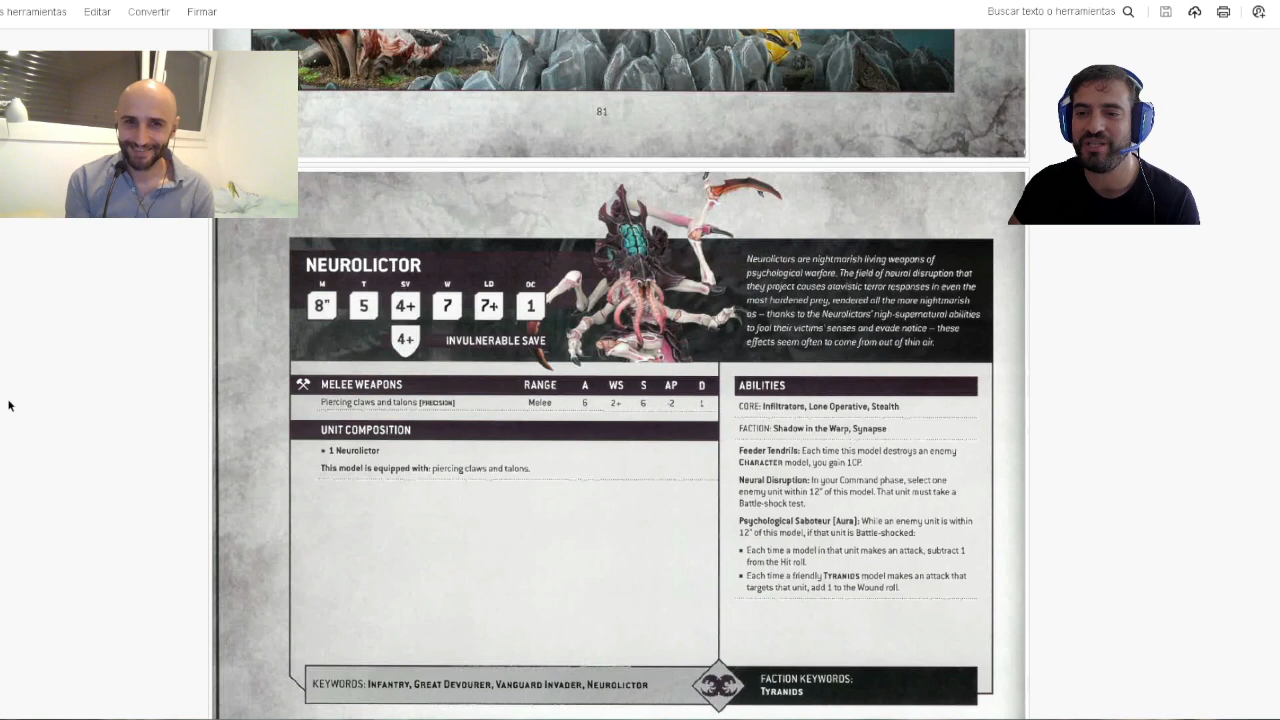 s herramientas Editar Convertir Firmar Buscar texto o herramientas
81
NEUROLICTOR
M T SV W LD OC
8" 5 4+ 7 7+ 1
4+ INVULNERABLE SAVE
Neurolictors are nightmarish living weapons of
psychological warfare. The field of neural disruption that
they project causes atavistic terror responses in even the
most hardened prey, rendered all the more nightmarish
as – thanks to the Neurolictors' nigh-supernatural abilities
to fool their victims' senses and evade notice – these
effects seem often to come from out of thin air.
MELEE WEAPONS RANGE A WS S AP D
Piercing claws and talons [PRECISION] Melee 6 2+ 6 -2 1
UNIT COMPOSITION
▪ 1 Neurolictor
This model is equipped with: piercing claws and talons.
ABILITIES
CORE: Infiltrators, Lone Operative, Stealth
FACTION: Shadow in the Warp, Synapse
Feeder Tendrils: Each time this model destroys an enemy
CHARACTER model, you gain 1CP.
Neural Disruption: In your Command phase, select one
enemy unit within 12" of this model. That unit must take a
Battle-shock test.
Psychological Saboteur [Aura]: While an enemy unit is within
12" of this model, if that unit is Battle-shocked:
▪ Each time a model in that unit makes an attack, subtract 1
from the Hit roll.
▪ Each time a friendly TYRANIDS model makes an attack that
targets that unit, add 1 to the Wound roll.
KEYWORDS: INFANTRY, GREAT DEVOURER, VANGUARD INVADER, NEUROLICTOR
FACTION KEYWORDS:
TYRANIDS